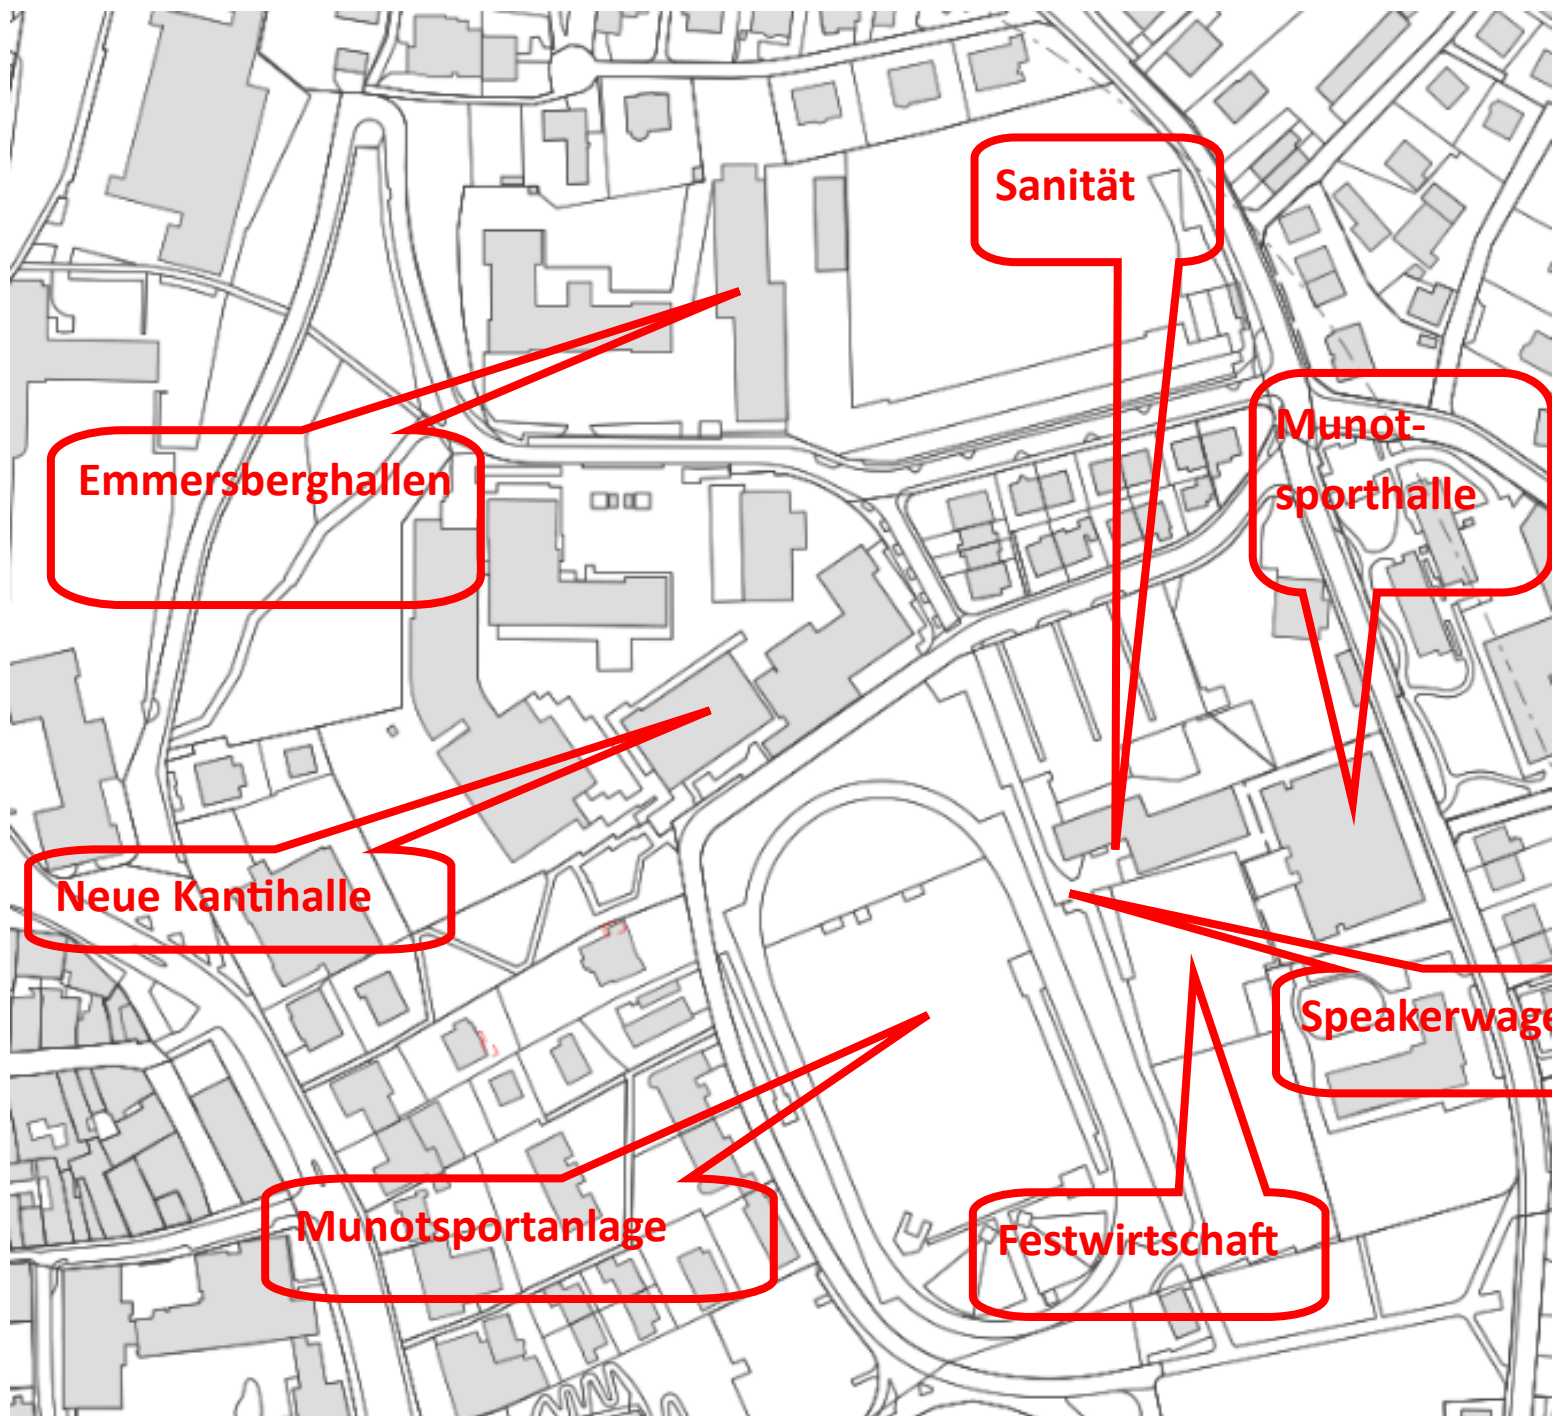 Sanität
Munot-
sporthalle
Emmersberghallen
Neue Kantihalle
Speakerwage
Munotsportanlage
Festwirtschaft